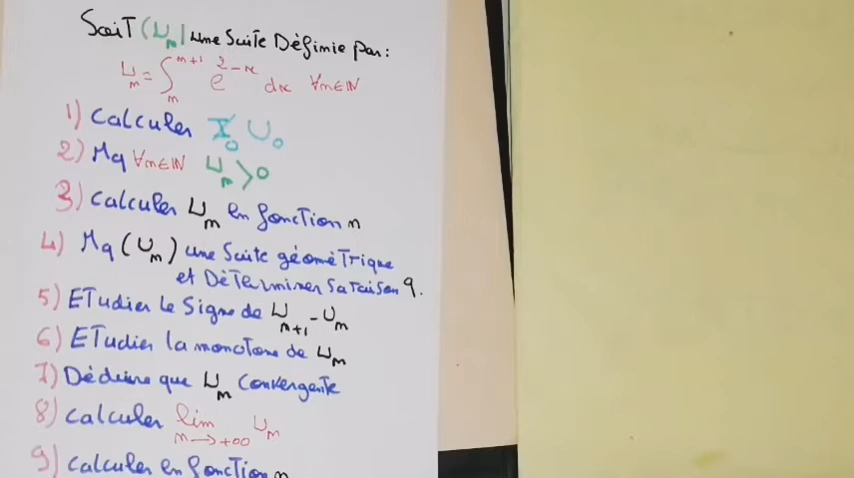 Soit (Un) une Suite Définie par:
Un = ∫ₙⁿ⁺¹ e^(2-x) dx ∀n∈ℕ
1) Calculer I₀ U₀
2) Mq ∀n∈ℕ Un > 0
3) Calculer Un en fonction n
4) Mq (Un) une Suite géométrique
et Déterminer sa raison q.
5) Etudier le Signe de Un+1 - Un
6) Etudier la monotone de Un
7) Déduire que Un Convergente
8) Calculer lim n→+∞ Un
9) Calculer en fonction n